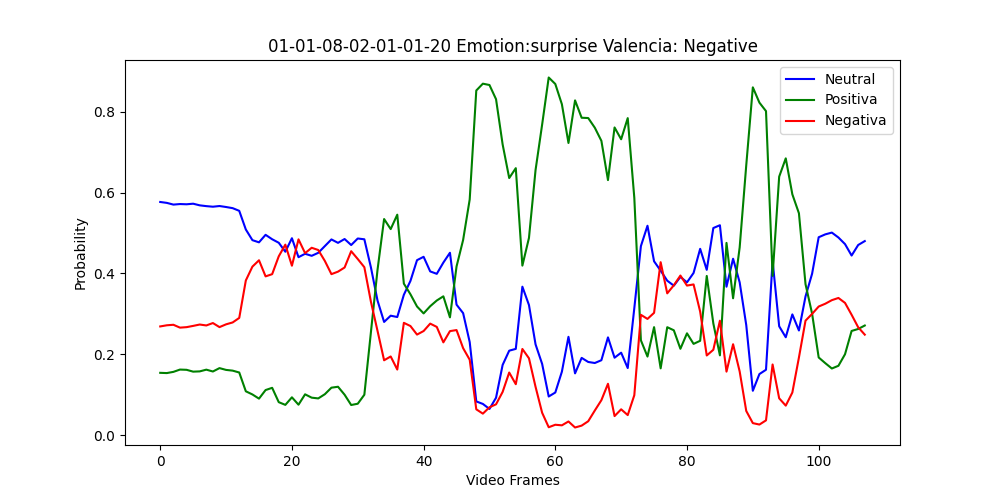 01-01-08-02-01-01-20 Emotion:surprise Valencia: Negative
Neutral
Positiva
Negativa
Probability
0.8
0.6
0.4
0.2
0.0
0 20 40 60 80 100
Video Frames